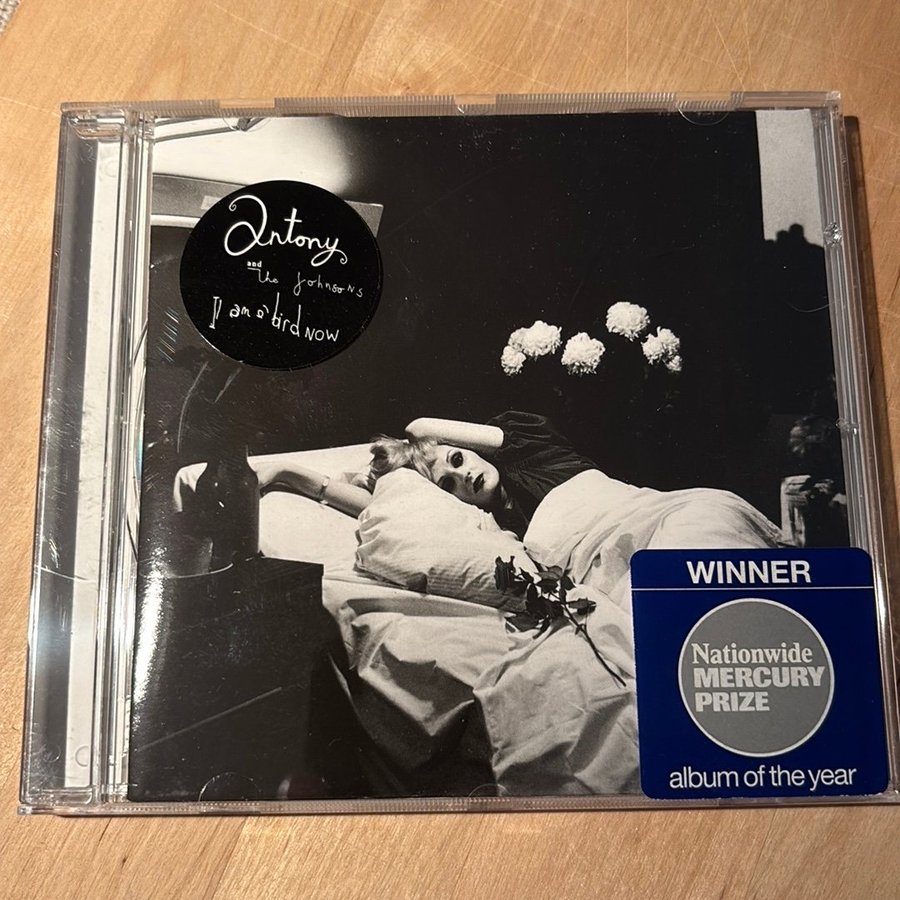 Antony
and
the Johnsons
I am a bird NOW
WINNER
Nationwide
MERCURY
PRIZE
album of the year